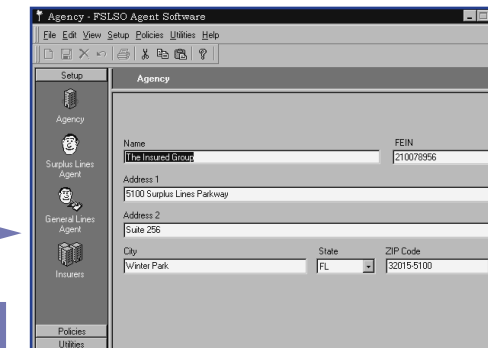 Agency - FSLSO Agent Software
File Edit View Setup Policies Utilities Help
Setup
Agency
Agency
Surplus Lines
Agent
General Lines
Agent
Insurers
Policies
Utilities
Name
FEIN
The Insured Group
210078956
Address 1
5100 Surplus Lines Parkway
Address 2
Suite 256
City
State
ZIP Code
Winter Park
FL
32015-5100